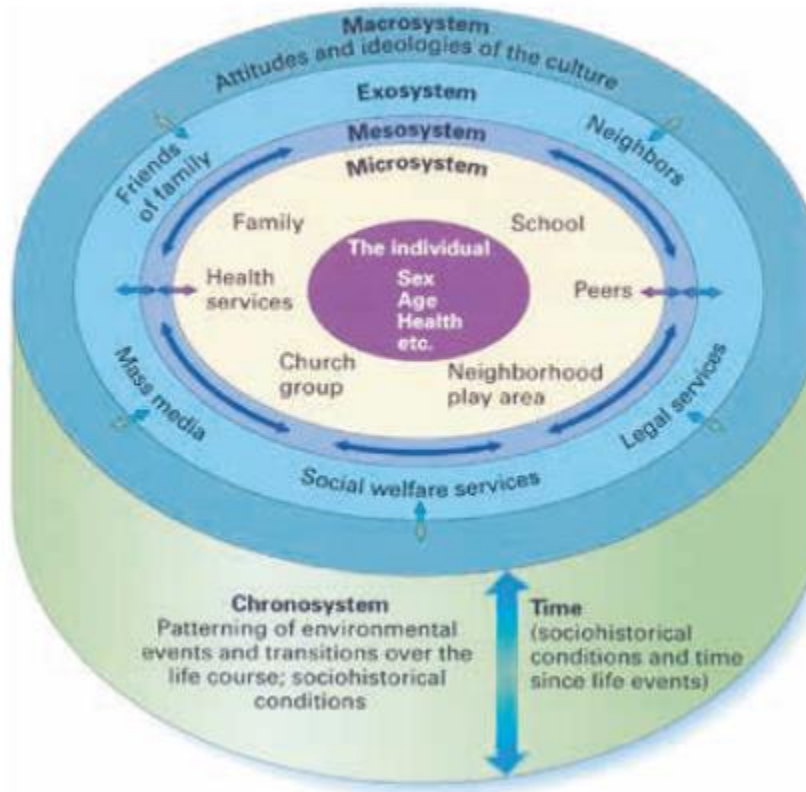 Macrosystem
Attitudes and ideologies of the culture
Exosystem
Mesosystem
Microsystem
Friends
of family
Neighbors
Family
School
The individual
Sex
Age
Health
etc.
Health
services
Peers
Church
group
Neighborhood
play area
Mass media
Legal services
Social welfare services
Chronosystem
Patterning of environmental
events and transitions over the
life course; sociohistorical
conditions
Time
(sociohistorical
conditions and time
since life events)